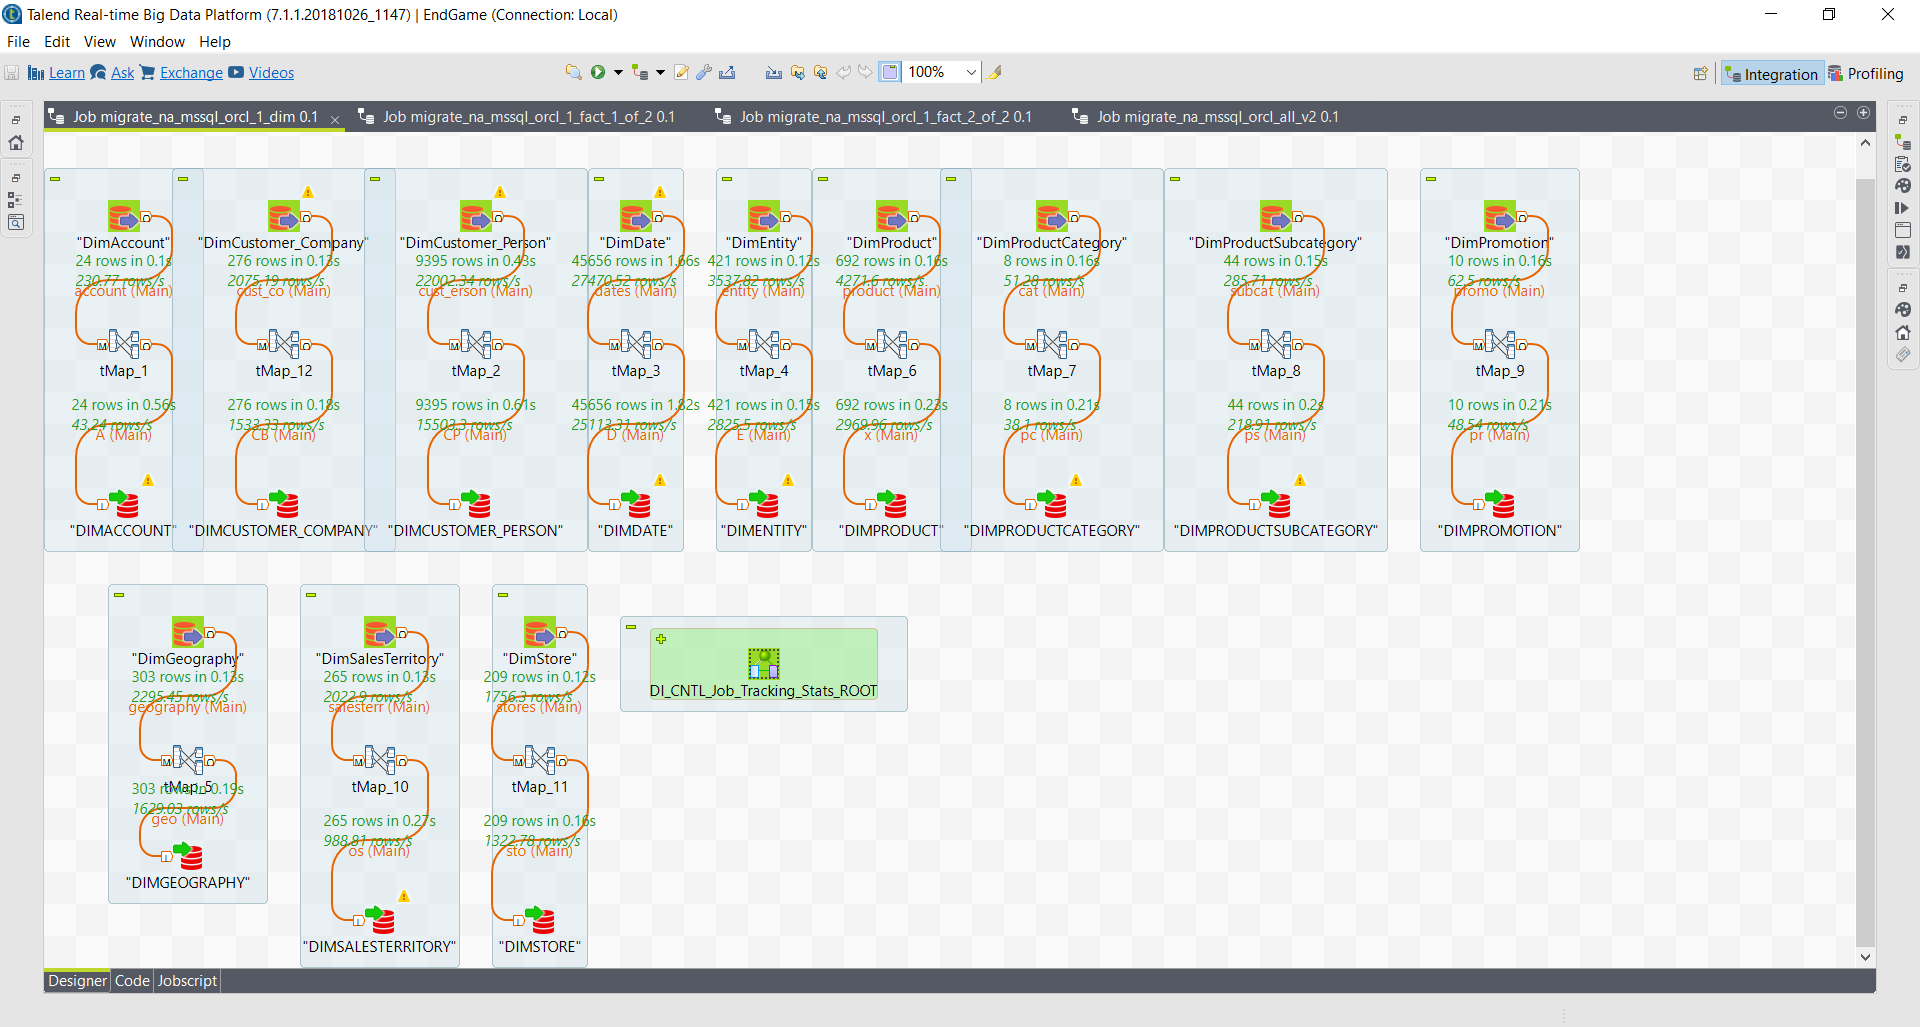 Talend Real-time Big Data Platform (7.1.1.20181026_1147) | EndGame (Connection: Local)
File Edit View Window Help
Learn Ask Exchange Videos 100% Integration Profiling
Job migrate_na_mssql_orcl_1_dim 0.1 Job migrate_na_mssql_orcl_1_fact_1_of_2 0.1 Job migrate_na_mssql_orcl_1_fact_2_of_2 0.1 Job migrate_na_mssql_orcl_all_v2 0.1
"DimAccount" "DimCustomer_Company" "DimCustomer_Person" "DimDate" "DimEntity" "DimProduct" "DimProductCategory" "DimProductSubcategory" "DimPromotion"
24 rows in 0.1s 276 rows in 0.13s 9395 rows in 0.43s 45656 rows in 1.66s 421 rows in 0.12s 692 rows in 0.16s 8 rows in 0.16s 44 rows in 0.15s 10 rows in 0.16s
230.77 rows/s 2075.19 rows/s 22002.34 rows/s 27470.52 rows/s 3537.82 rows/s 4271.6 rows/s 51.28 rows/s 285.71 rows/s 62.5 rows/s
account (Main) cust_co (Main) cust_erson (Main) dates (Main) entity (Main) product (Main) cat (Main) subcat (Main) promo (Main)
tMap_1 tMap_12 tMap_2 tMap_3 tMap_4 tMap_6 tMap_7 tMap_8 tMap_9
24 rows in 0.56s 276 rows in 0.18s 9395 rows in 0.61s 45656 rows in 1.82s 421 rows in 0.15s 692 rows in 0.23s 8 rows in 0.21s 44 rows in 0.2s 10 rows in 0.21s
43.24 rows/s 1533.33 rows/s 15503.3 rows/s 25113.31 rows/s 2825.5 rows/s 2969.96 rows/s 38.1 rows/s 218.91 rows/s 48.54 rows/s
A (Main) CB (Main) CP (Main) D (Main) E (Main) x (Main) pc (Main) ps (Main) pr (Main)
"DIMACCOUNT" "DIMCUSTOMER_COMPANY" "DIMCUSTOMER_PERSON" "DIMDATE" "DIMENTITY" "DIMPRODUCT" "DIMPRODUCTCATEGORY" "DIMPRODUCTSUBCATEGORY" "DIMPROMOTION"
"DimGeography" "DimSalesTerritory" "DimStore"
303 rows in 0.13s 265 rows in 0.13s 209 rows in 0.12s
2295.45 rows/s 2022.9 rows/s 1756.3 rows/s
geography (Main) salesterr (Main) stores (Main)
DI_CNTL_Job_Tracking_Stats_ROOT
tMap_5 tMap_10 tMap_11
303 rows in 0.19s
1629.03 rows/s
geo (Main)
265 rows in 0.27s 209 rows in 0.16s
988.81 rows/s 1322.78 rows/s
os (Main) sto (Main)
"DIMGEOGRAPHY"
"DIMSALESTERRITORY" "DIMSTORE"
Designer Code Jobscript